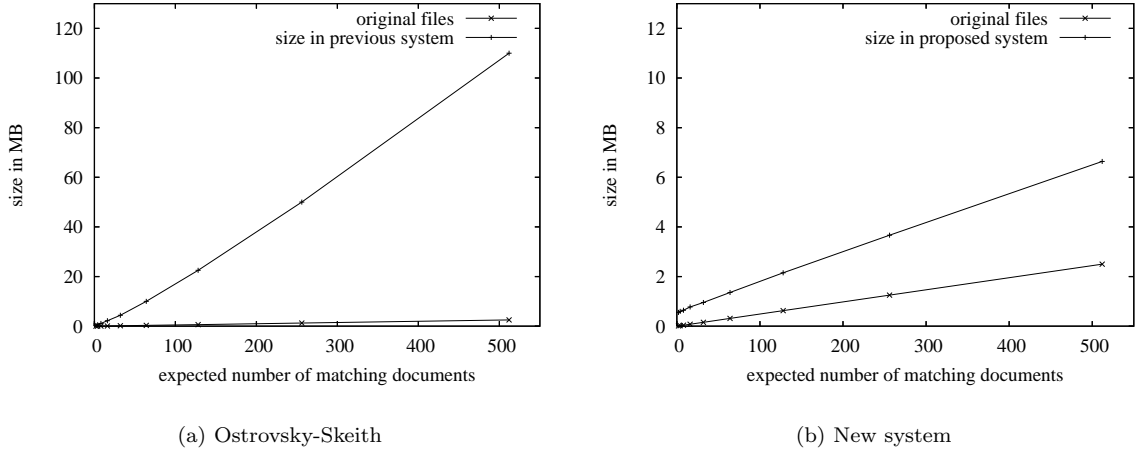 original files
size in previous system
120
100
80
60
40
20
0
size in MB
0 100 200 300 400 500
expected number of matching documents
(a) Ostrovsky-Skeith
original files
size in proposed system
12
10
8
6
4
2
0
size in MB
0 100 200 300 400 500
expected number of matching documents
(b) New system